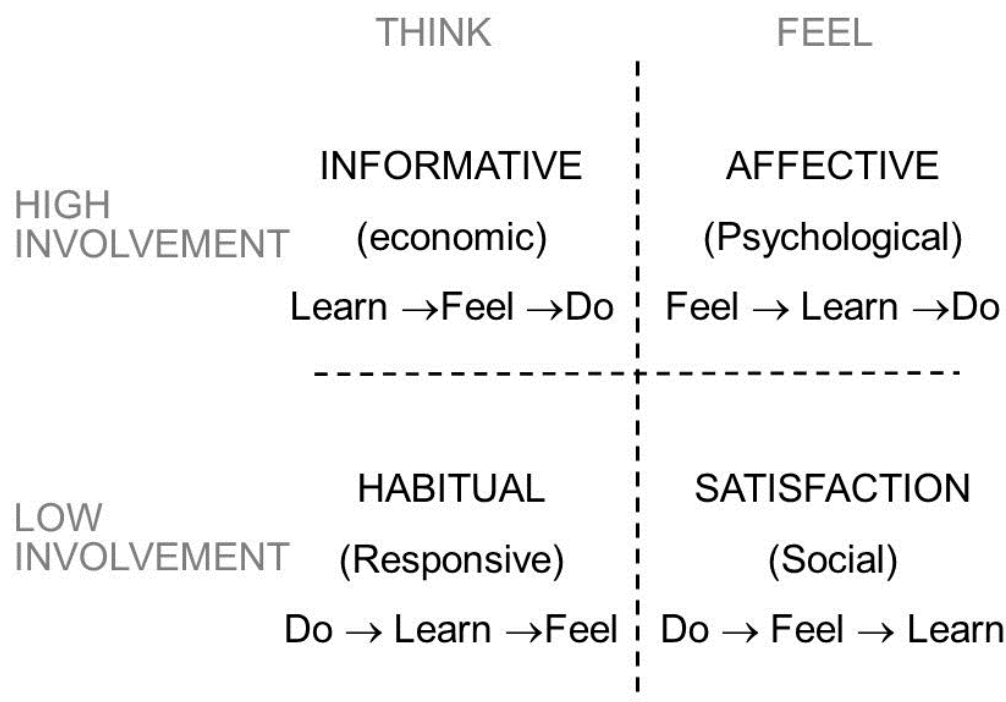 THINK FEEL
HIGH
INVOLVEMENT
INFORMATIVE
(economic)
Learn →Feel →Do
AFFECTIVE
(Psychological)
Feel → Learn →Do
LOW
INVOLVEMENT
HABITUAL
(Responsive)
Do → Learn →Feel
SATISFACTION
(Social)
Do → Feel → Learn